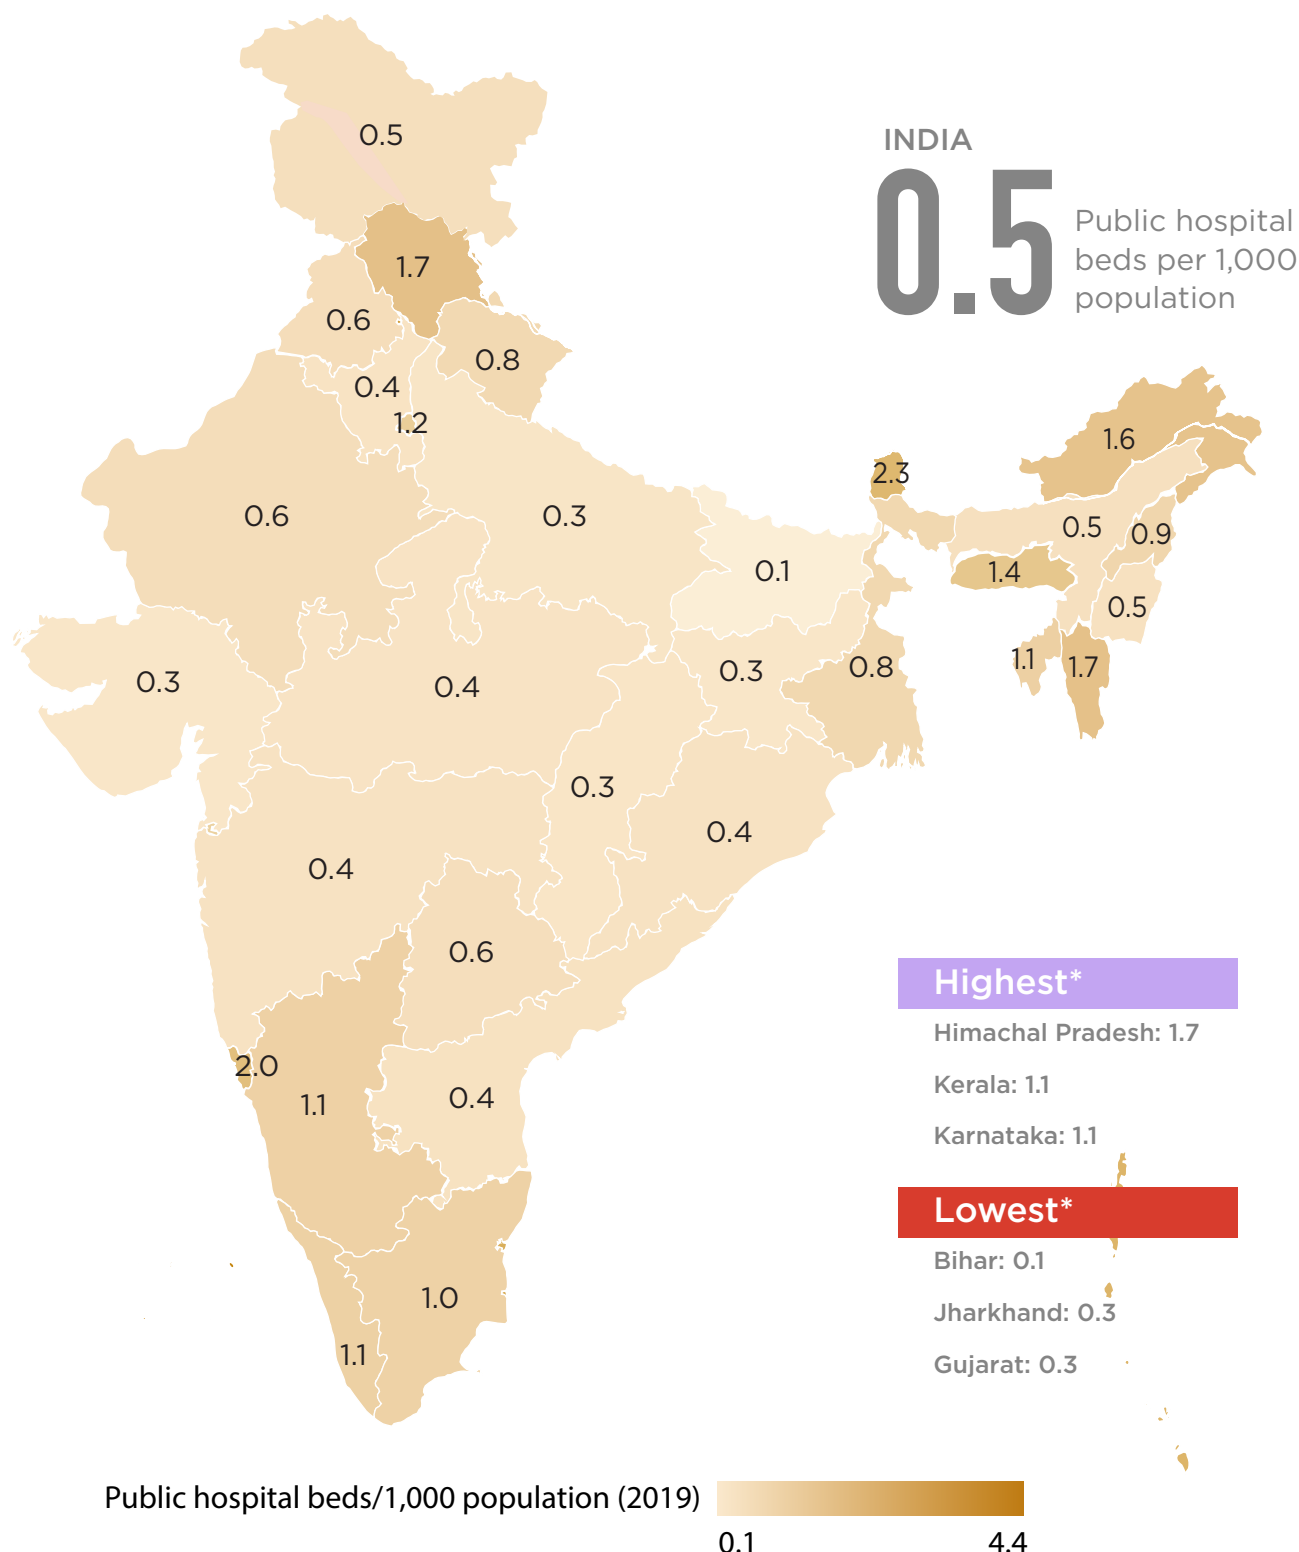 0.5
INDIA
0.5
Public hospital
beds per 1,000
population
1.7
0.6
0.8
0.4
1.2
1.6
2.3
0.6
0.3
0.5
0.9
0.1
1.4
0.5
0.3
0.4
0.3
0.8
1.1
1.7
0.3
0.4
0.4
0.6
Highest*
Himachal Pradesh: 1.7
Kerala: 1.1
Karnataka: 1.1
2.0
1.1
0.4
Lowest*
Bihar: 0.1
Jharkhand: 0.3
Gujarat: 0.3
1.0
1.1
Public hospital beds/1,000 population (2019)
0.1 4.4